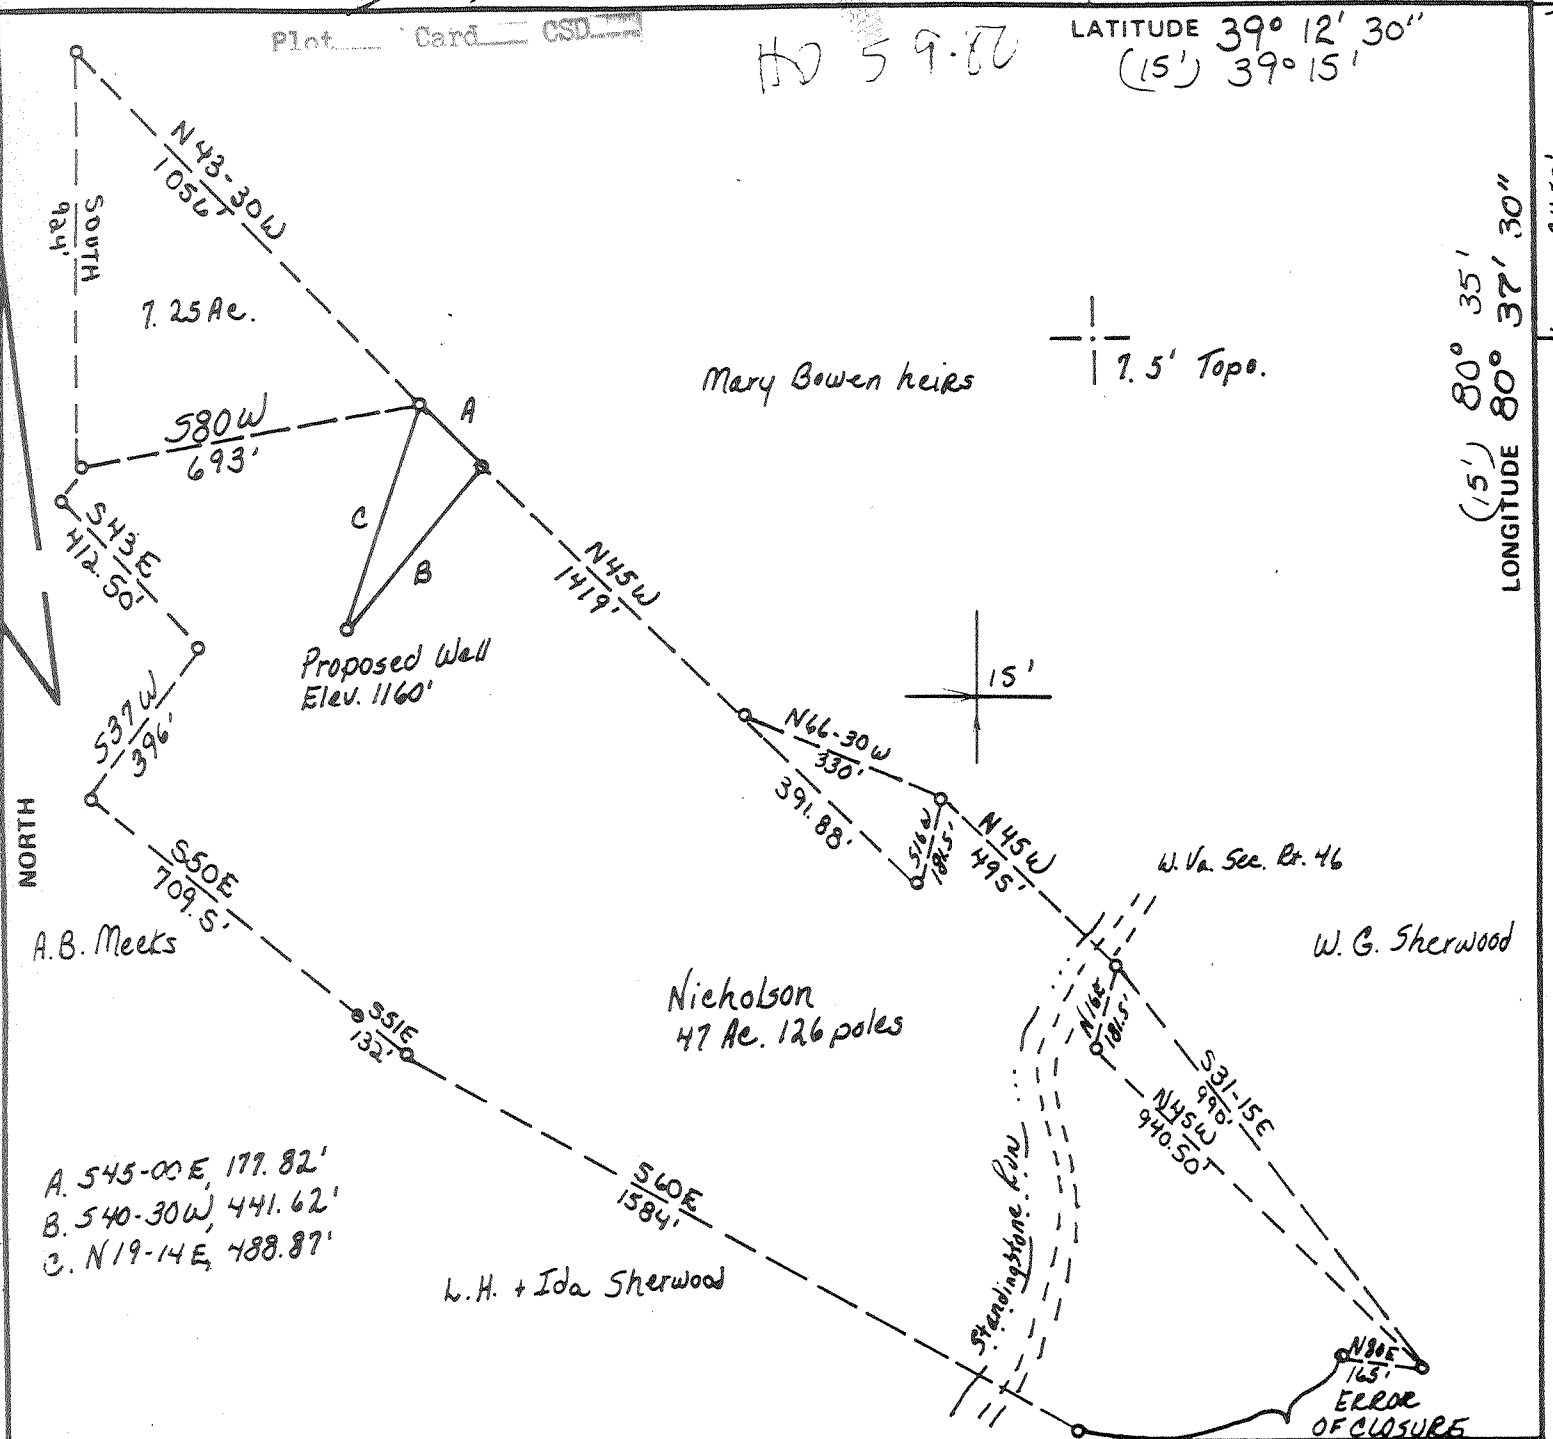 Plot Card CSD
LATITUDE 39° 12' 30"
(15') 39° 15'
HO 59.
N 43-30W
1056'
SOUTH
924'
7.25 Ac.
Mary Bowen heirs
7.5' Topo.
(15') 80° 35'
LONGITUDE 80° 37' 30"
S80W
693'
A
C
B
S43E
412.50'
N45W
1419'
Proposed Well
Elev. 1160'
15'
S37W
396'
N66-30W
330'
391.88'
S16W
181.5'
N45W
495'
NORTH
S50E
709.5'
W. Va. Sec. Rt. 46
A.B. Meeks
W. G. Sherwood
Nicholson
47 Ac. 126 poles
S51E
132'
N16E
181.5'
S31-15E
990'
N45W
940.50'
A. S45-00E, 177.82'
B. S40-30W, 441.62'
C. N19-14E, 488.87'
S60E
1584'
Standingstone Run
L.H. + Ida Sherwood
N80E
165'
ERROR
OF CLOSURE